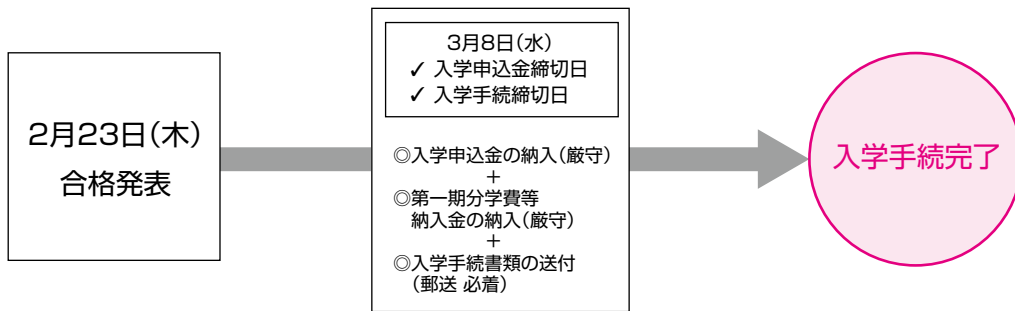 2月23日(木)
合格発表
3月8日(水)
✓ 入学申込金締切日
✓ 入学手続締切日
◎入学申込金の納入(厳守)
+
◎第一期分学費等
納入金の納入(厳守)
+
◎入学手続書類の送付
(郵送 必着)
入学手続完了